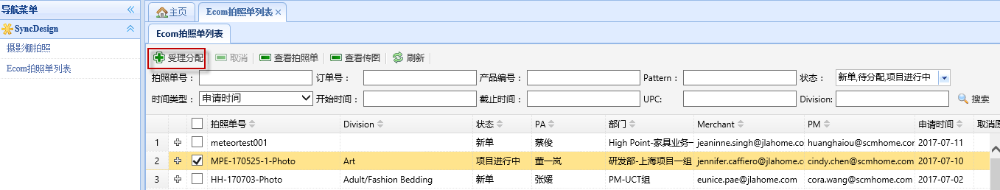 导航菜单
SyncDesign
摄影棚拍照
Ecom拍照单列表
主页 Ecom拍照单列表
Ecom拍照单列表
受理分配 取消 查看拍照单 查看传图 刷新
拍照单号： 订单号： 产品编号： Pattern： 状态： 新单,待分配,项目进行中
时间类型： 申请时间 开始时间： 截止时间： UPC: Division: 搜索
拍照单号 Division 状态 PA 部门 Merchant PM 申请时间 取消原
1 meteortest001 新单 蔡俊 High Point-家具业务一 jeaninne.singh@jlahome.co huanghaiou@scmhome.con 2017-07-11
2 MPE-170525-1-Photo Art 项目进行中 董一岚 研发部-上海项目一组 jennifer.caffiero@jlahome.c cindy.chen@scmhome.com 2017-07-10
3 HH-170703-Photo Adult/Fashion Bedding 新单 张媛 PM-UCT组 eunice.pae@jlahome.com cora.wang@scmhome.com 2017-07-02